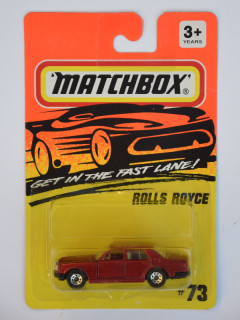 3+
YEARS
MATCHBOX®
GET IN THE FAST LANE!
ROLLS ROYCE
#73